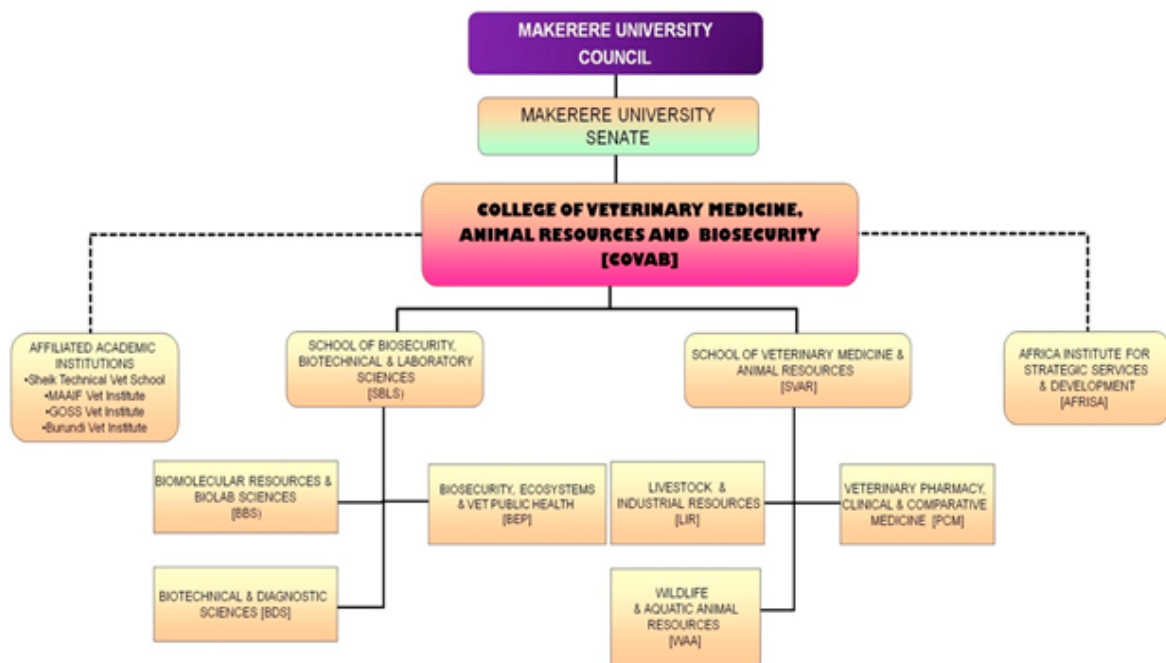 MAKERERE UNIVERSITY
COUNCIL
MAKERERE UNIVERSITY
SENATE
COLLEGE OF VETERINARY MEDICINE,
ANIMAL RESOURCES AND BIOSECURITY
[COVAB]
AFFILIATED ACADEMIC
INSTITUTIONS
•Sheik Technical Vet School
•MAAIF Vet Institute
•GOSS Vet Institute
•Burundi Vet Institute
SCHOOL OF BIOSECURITY,
BIOTECHNICAL & LABORATORY
SCIENCES
[SBLS)
SCHOOL OF VETERINARY MEDICINE &
ANIMAL RESOURCES
[SVAR]
AFRICA INSTITUTE FOR
STRATEGIC SERVICES
& DEVELOPMENT
[AFRISA]
BIOMOLECULAR RESOURCES &
BIOLAB SCIENCES
[BBS)
BIOSECURITY, ECOSYSTEMS
& VET PUBLIC HEALTH
[BEP]
LIVESTOCK &
INDUSTRIAL RESOURCES
[LIR]
VETERINARY PHARMACY,
CLINICAL & COMPARATIVE
MEDICINE [PCM]
BIOTECHNICAL & DIAGNOSTIC
SCIENCES [BDS]
WILDLIFE
& AQUATIC ANIMAL
RESOURCES
[WAA]